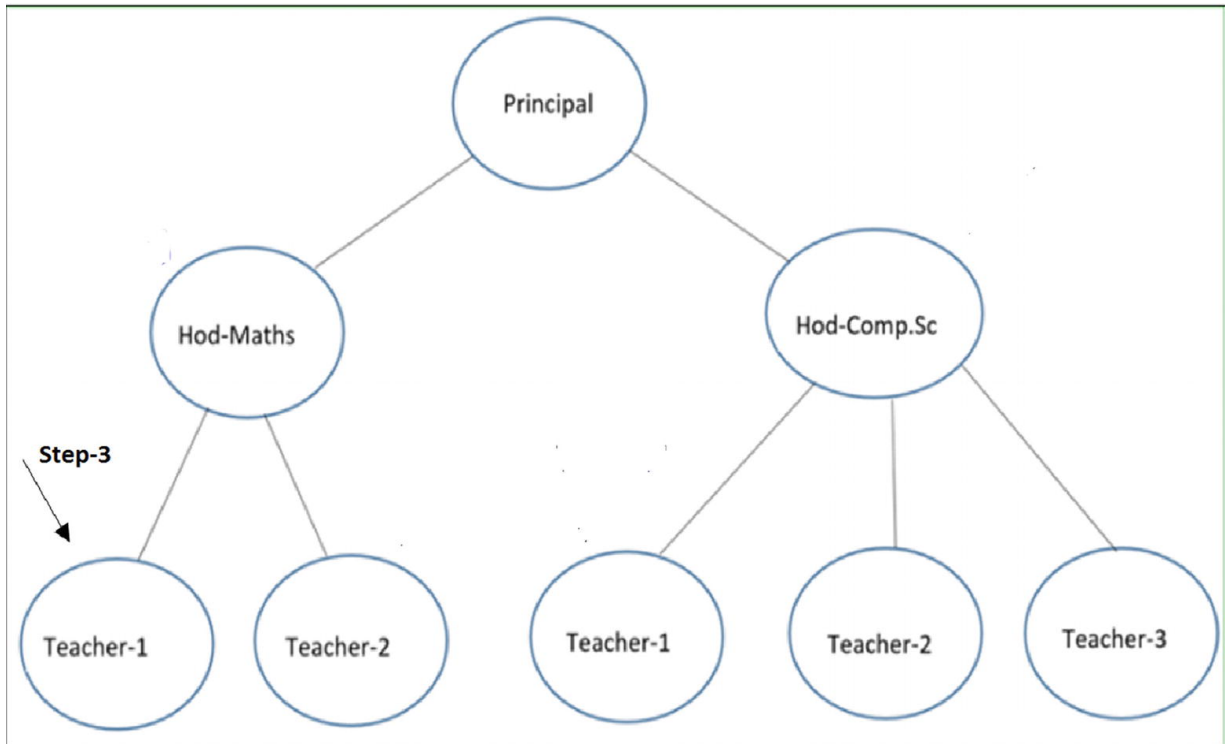 Principal
Hod-Maths
Hod-Comp.Sc
Step-3
Teacher-1
Teacher-2
Teacher-1
Teacher-2
Teacher-3